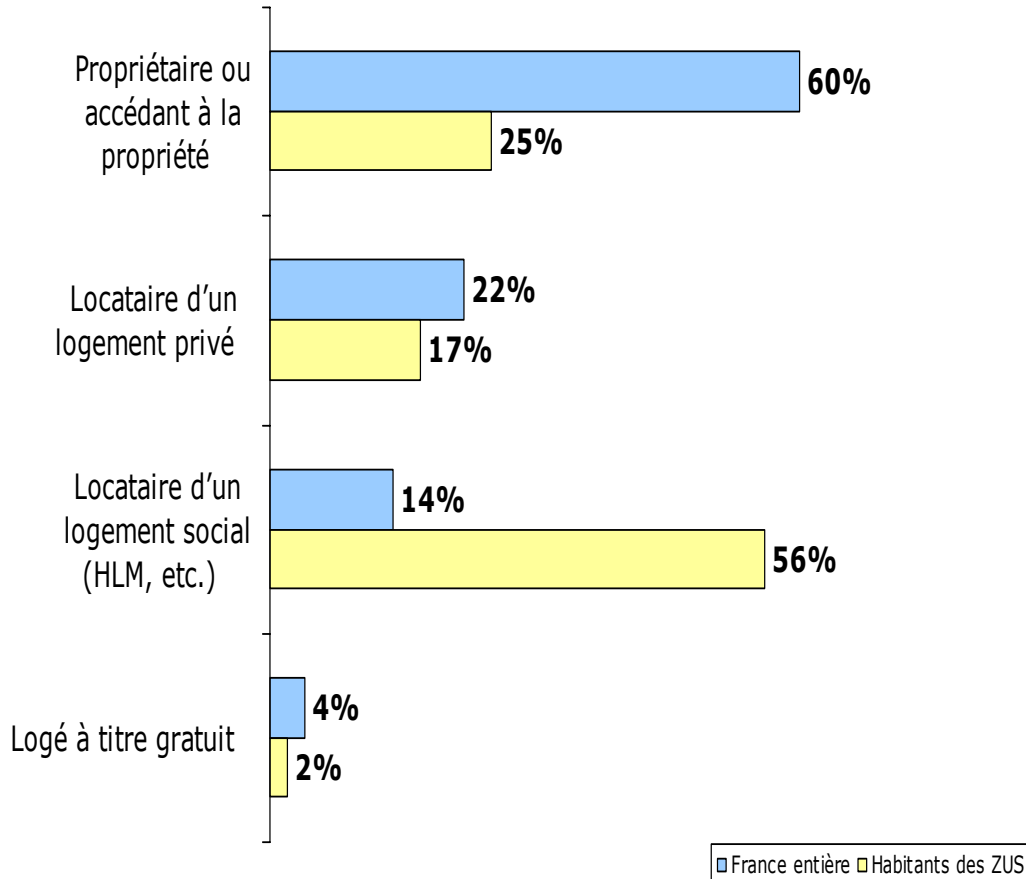 Propriétaire ou
accédant à la
propriété
60%
25%
Locataire d’un
logement privé
22%
17%
Locataire d’un
logement social
(HLM, etc.)
14%
56%
Logé à titre gratuit
4%
2%
France entière Habitants des ZUS